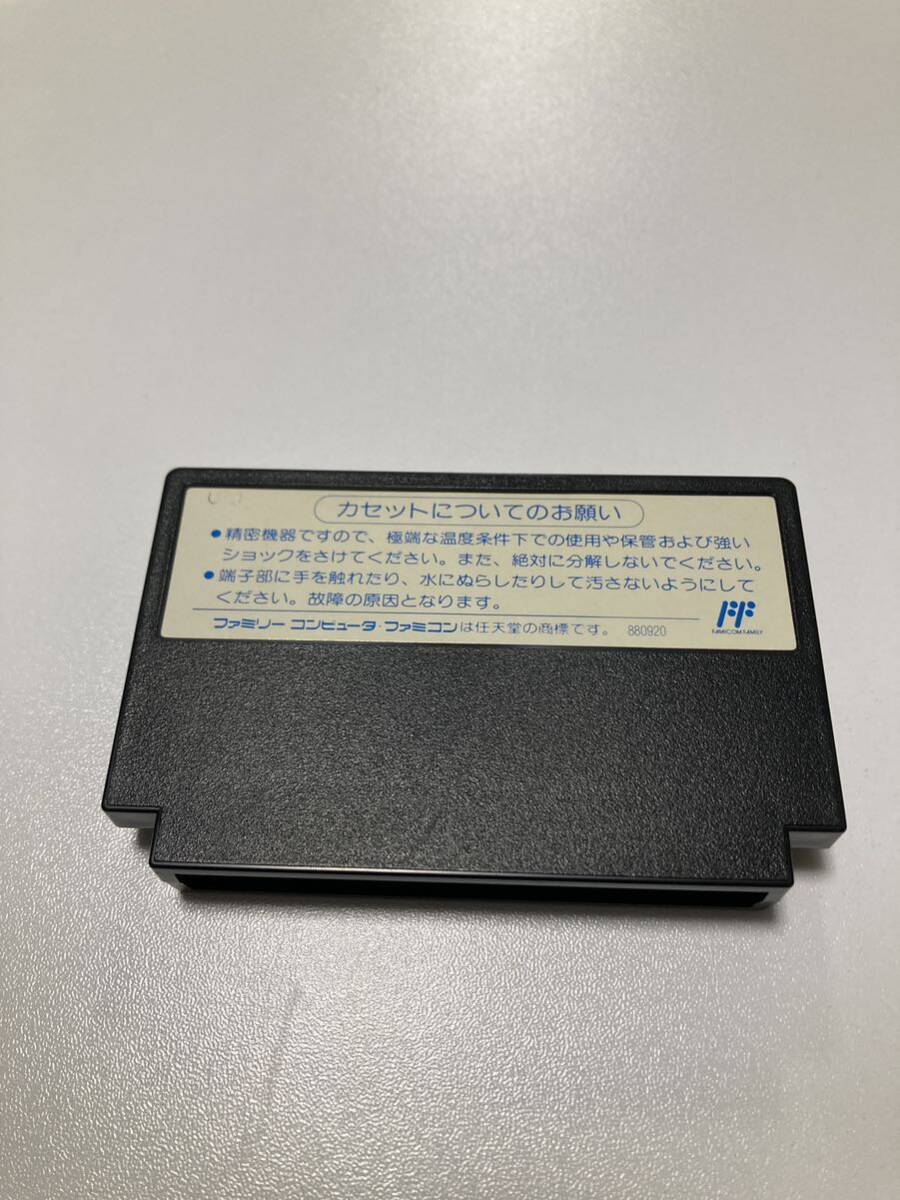 カセットについてのお願い
●精密機器ですので、極端な温度条件下での使用や保管および強い
ショックをさけてください。また、絶対に分解しないでください。
●端子部に手を触れたり、水にぬらしたりして汚さないようにして
ください。故障の原因となります。
ファミリー コンピュータ・ファミコンは任天堂の商標です。 880920
FAMICOM FAMILY